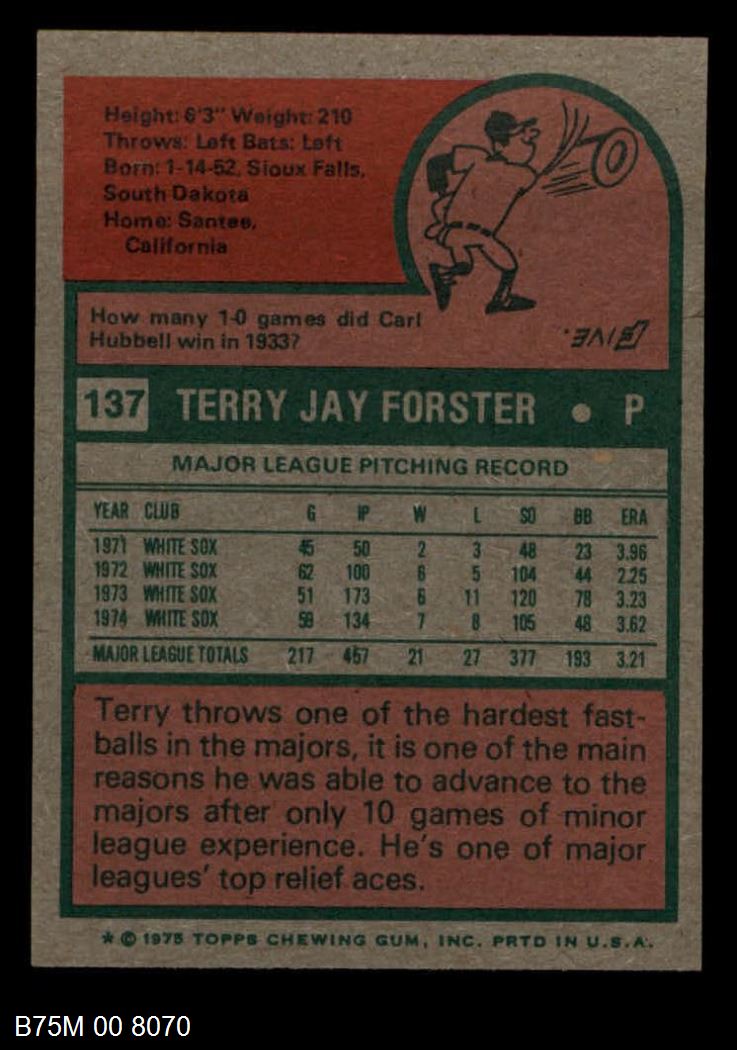 Height: 6'3" Weight: 210
Throws: Left Bats: Left
Born: 1-14-52, Sioux Falls,
South Dakota
Home: Santee,
California
How many 1-0 games did Carl
Hubbell win in 1933?
FIVE.
137 TERRY JAY FORSTER • P
MAJOR LEAGUE PITCHING RECORD
YEAR CLUB G IP W L SO BB ERA
1971 WHITE SOX 45 50 2 3 48 23 3.96
1972 WHITE SOX 62 100 6 5 104 44 2.25
1973 WHITE SOX 51 173 6 11 120 78 3.23
1974 WHITE SOX 59 134 7 8 105 48 3.62
MAJOR LEAGUE TOTALS 217 457 21 27 377 193 3.21
Terry throws one of the hardest fast-
balls in the majors, it is one of the main
reasons he was able to advance to the
majors after only 10 games of minor
league experience. He's one of major
leagues' top relief aces.
* © 1975 TOPPS CHEWING GUM, INC. PRTD IN U.S.A.
B75M 00 8070